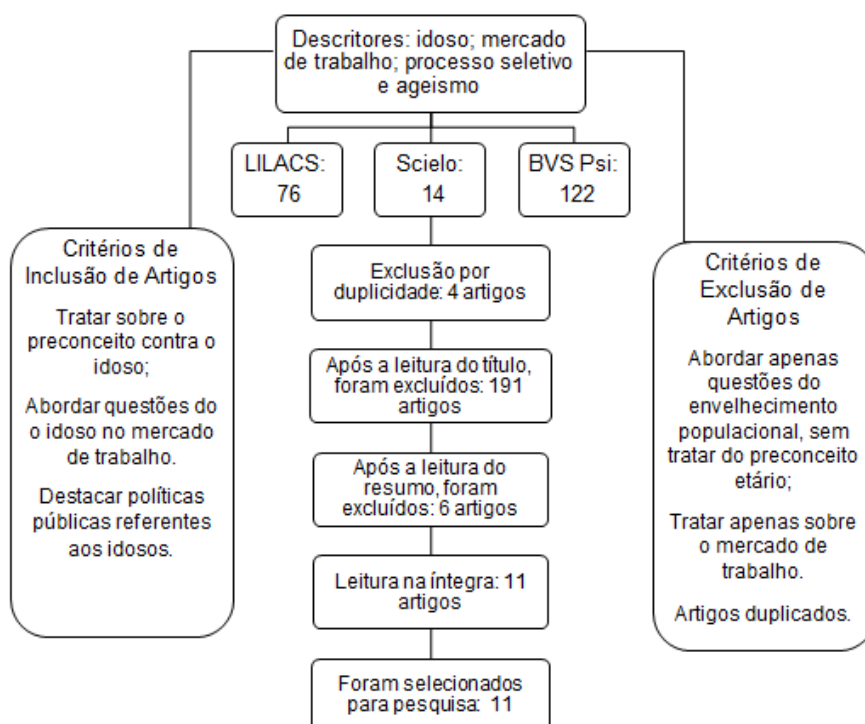 Descritores: idoso; mercado
de trabalho; processo seletivo
e ageismo
LILACS:
76
Scielo:
14
BVS Psi:
122
Critérios de
Inclusão de Artigos
Tratar sobre o
preconceito contra o
idoso;
Abordar questões do
o idoso no mercado
de trabalho.
Destacar políticas
públicas referentes
aos idosos.
Exclusão por
duplicidade: 4 artigos
Após a leitura do título,
foram excluídos: 191
artigos
Após a leitura do
resumo, foram
excluídos: 6 artigos
Leitura na íntegra: 11
artigos
Foram selecionados
para pesquisa: 11
Critérios de
Exclusão de
Artigos
Abordar apenas
questões do
envelhecimento
populacional, sem
tratar do preconceito
etário;
Tratar apenas sobre
o mercado de
trabalho.
Artigos duplicados.